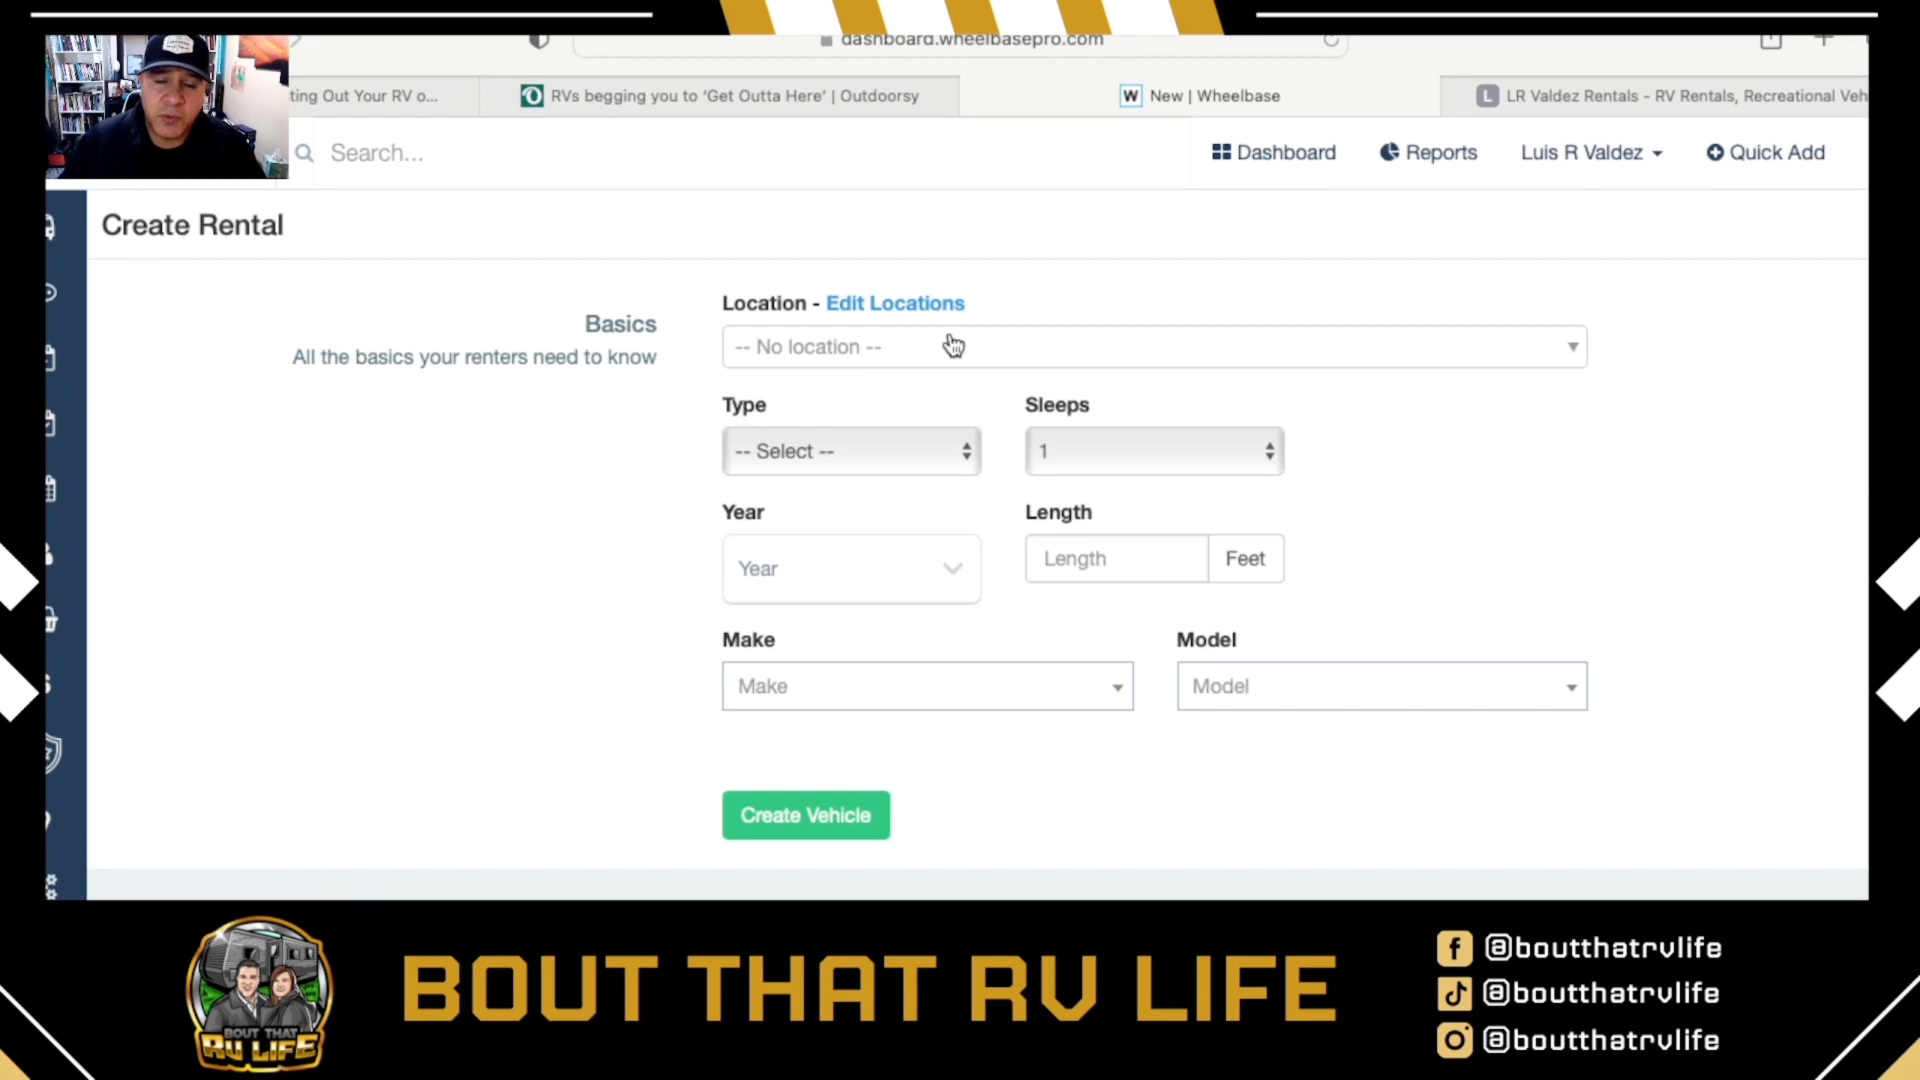 dashboard.wheelbasepro.com
ting Out Your RV o...
RVs begging you to ‘Get Outta Here’ | Outdoorsy
W New | Wheelbase
L LR Valdez Rentals - RV Rentals, Recreational Veh
Search...
Dashboard
Reports
Luis R Valdez
Quick Add
Create Rental
Basics
All the basics your renters need to know
Location - Edit Locations
-- No location --
Type
Sleeps
-- Select --
1
Year
Length
Year
Length
Feet
Make
Model
Make
Model
Create Vehicle
BOUT THAT
RV LIFE
BOUT THAT RV LIFE
@boutthatrvlife
@boutthatrvlife
@boutthatrvlife